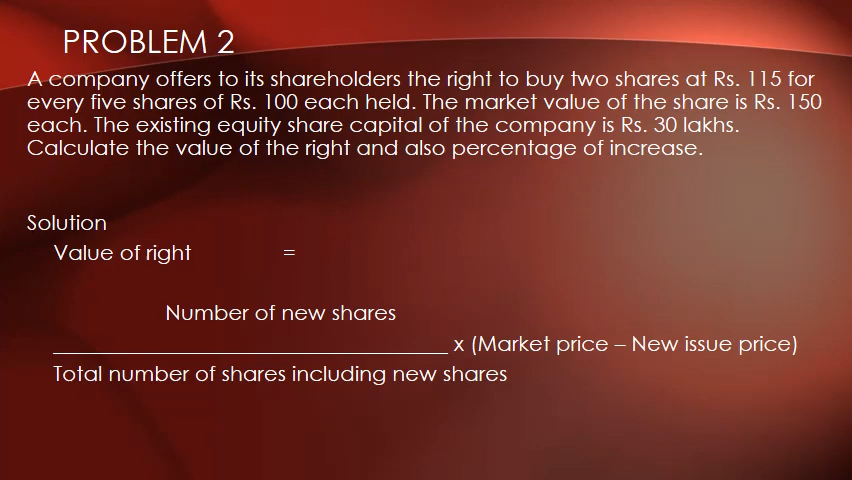 PROBLEM 2
A company offers to its shareholders the right to buy two shares at Rs. 115 for
every five shares of Rs. 100 each held. The market value of the share is Rs. 150
each. The existing equity share capital of the company is Rs. 30 lakhs.
Calculate the value of the right and also percentage of increase.
Solution
Value of right =
Number of new shares
____________________________________ x (Market price – New issue price)
Total number of shares including new shares